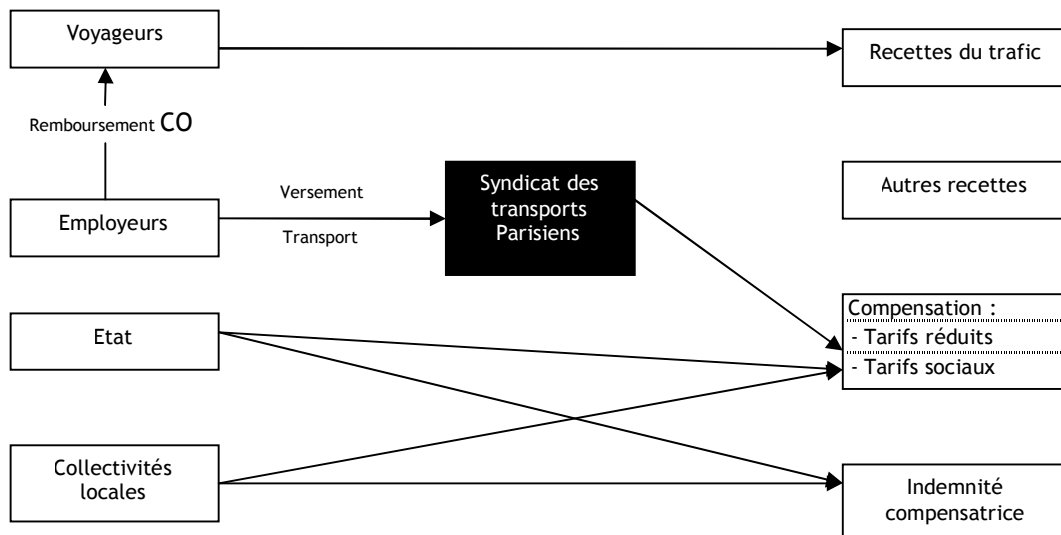 Voyageurs
Recettes du trafic
Remboursement CO
Autres recettes
Versement
Transport
Syndicat des
transports
Parisiens
Employeurs
Etat
Compensation :
- Tarifs réduits
- Tarifs sociaux
Collectivités
locales
Indemnité
compensatrice